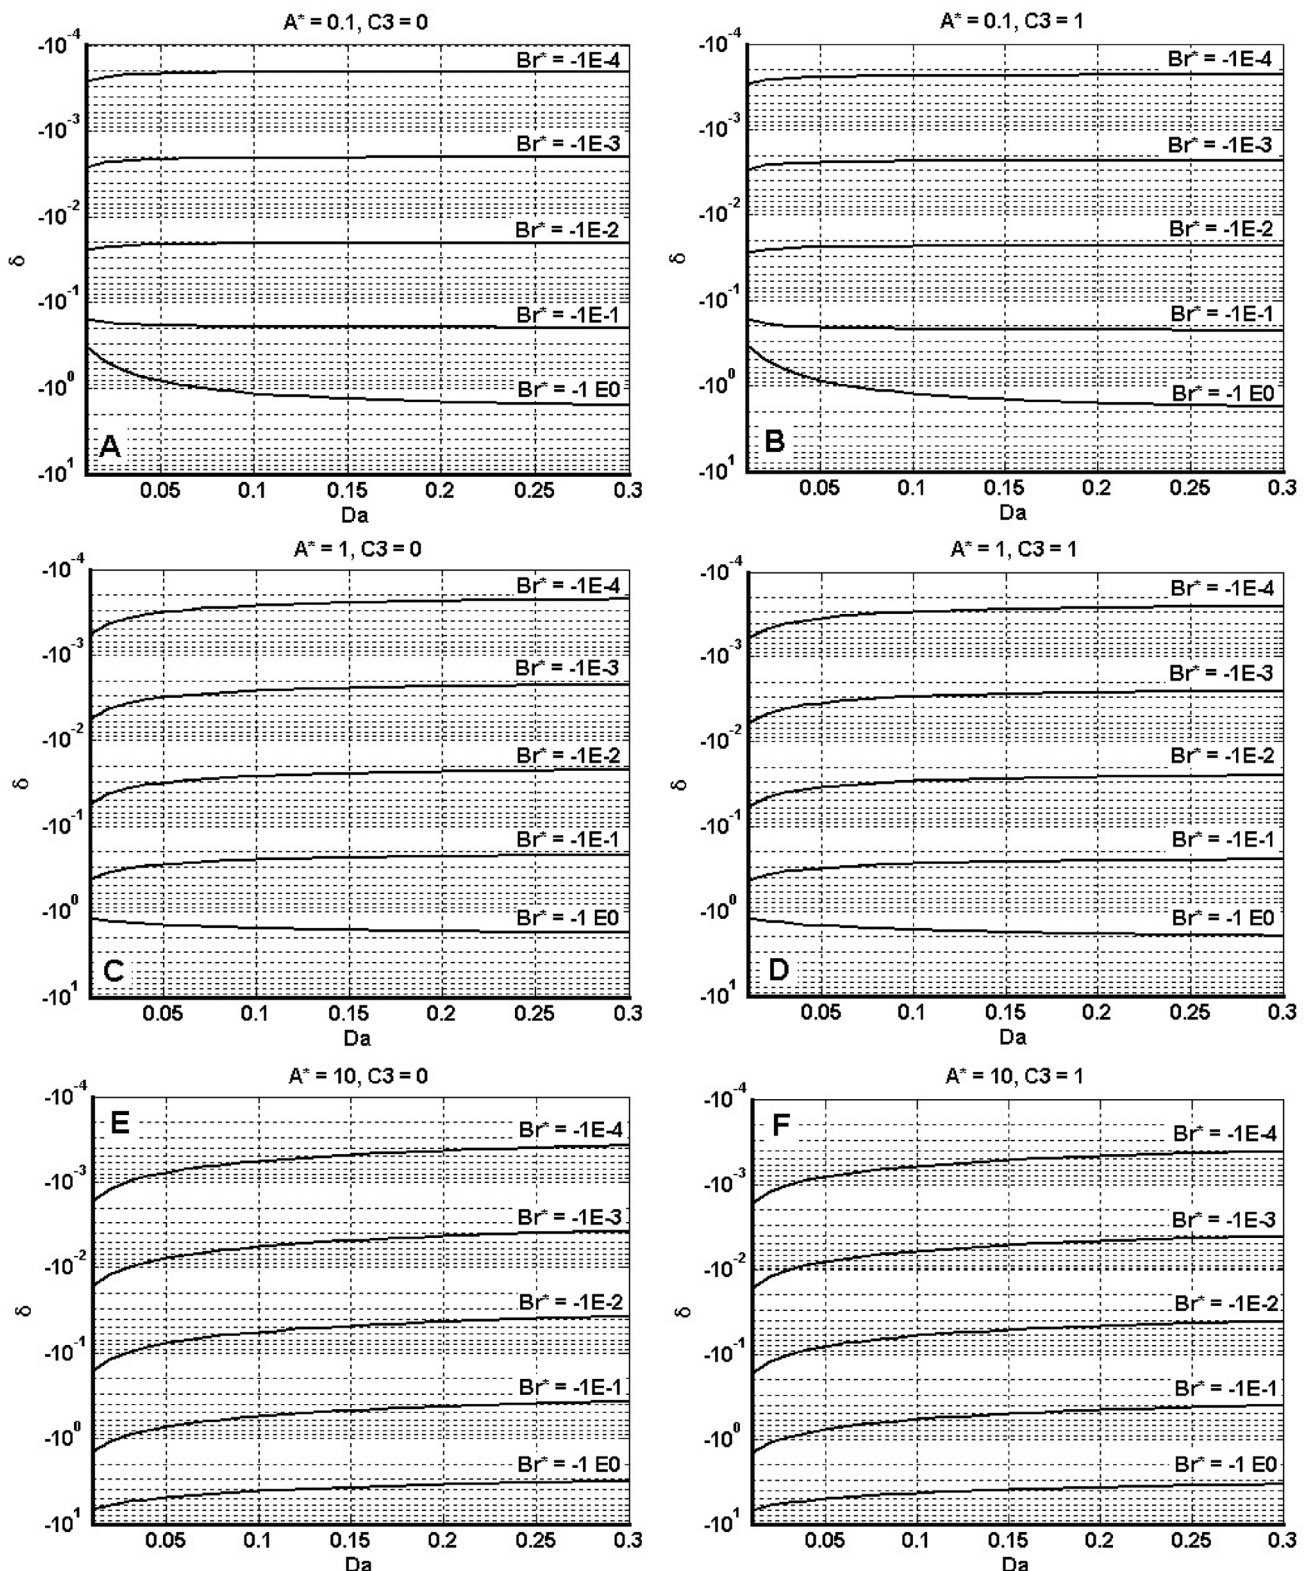 A* = 0.1, C3 = 0
-10^-4
Br* = -1E-4
-10^-3
Br* = -1E-3
-10^-2
Br* = -1E-2
δ
-10^-1
Br* = -1E-1
-10^0
Br* = -1 E0
A
-10^1
0.05 0.1 0.15 0.2 0.25 0.3
Da
A* = 0.1, C3 = 1
-10^-4
Br* = -1E-4
-10^-3
Br* = -1E-3
-10^-2
Br* = -1E-2
δ
-10^-1
Br* = -1E-1
-10^0
Br* = -1 E0
B
-10^1
0.05 0.1 0.15 0.2 0.25 0.3
Da
A* = 1, C3 = 0
-10^-4
Br* = -1E-4
-10^-3
Br* = -1E-3
-10^-2
Br* = -1E-2
δ
-10^-1
Br* = -1E-1
-10^0
Br* = -1 E0
C
-10^1
0.05 0.1 0.15 0.2 0.25 0.3
Da
A* = 1, C3 = 1
-10^-4
Br* = -1E-4
-10^-3
Br* = -1E-3
-10^-2
Br* = -1E-2
δ
-10^-1
Br* = -1E-1
-10^0
Br* = -1 E0
D
-10^1
0.05 0.1 0.15 0.2 0.25 0.3
Da
A* = 10, C3 = 0
-10^-4
E
Br* = -1E-4
-10^-3
Br* = -1E-3
-10^-2
Br* = -1E-2
δ
-10^-1
Br* = -1E-1
-10^0
Br* = -1 E0
-10^1
0.05 0.1 0.15 0.2 0.25 0.3
Da
A* = 10, C3 = 1
-10^-4
F
Br* = -1E-4
-10^-3
Br* = -1E-3
-10^-2
Br* = -1E-2
δ
-10^-1
Br* = -1E-1
-10^0
Br* = -1 E0
-10^1
0.05 0.1 0.15 0.2 0.25 0.3
Da